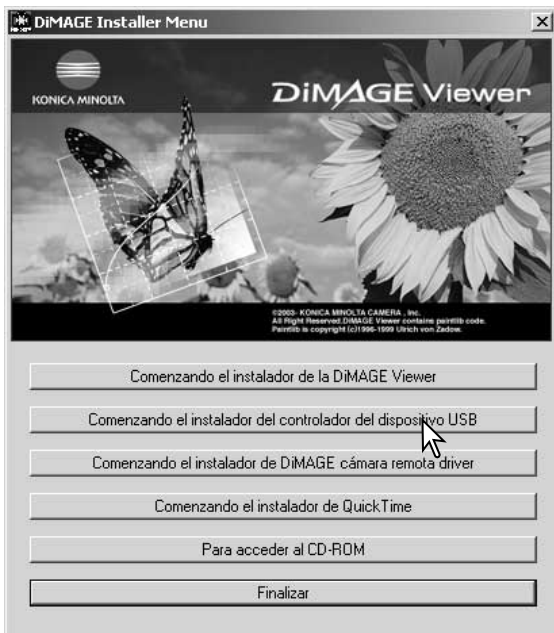 DiMAGE Installer Menu
KONICA MINOLTA
DiMAGE Viewer
©2003- KONICA MINOLTA CAMERA , Inc.
All Right Reserved.DiMAGE Viewer contains paintlib code.
Paintlib is copyright (c)1996-1999 Ulrich von Zadow.
Comenzando el instalador de la DiMAGE Viewer
Comenzando el instalador del controlador del dispositivo USB
Comenzando el instalador de DiMAGE cámara remota driver
Comenzando el instalador de QuickTime
Para acceder al CD-ROM
Finalizar